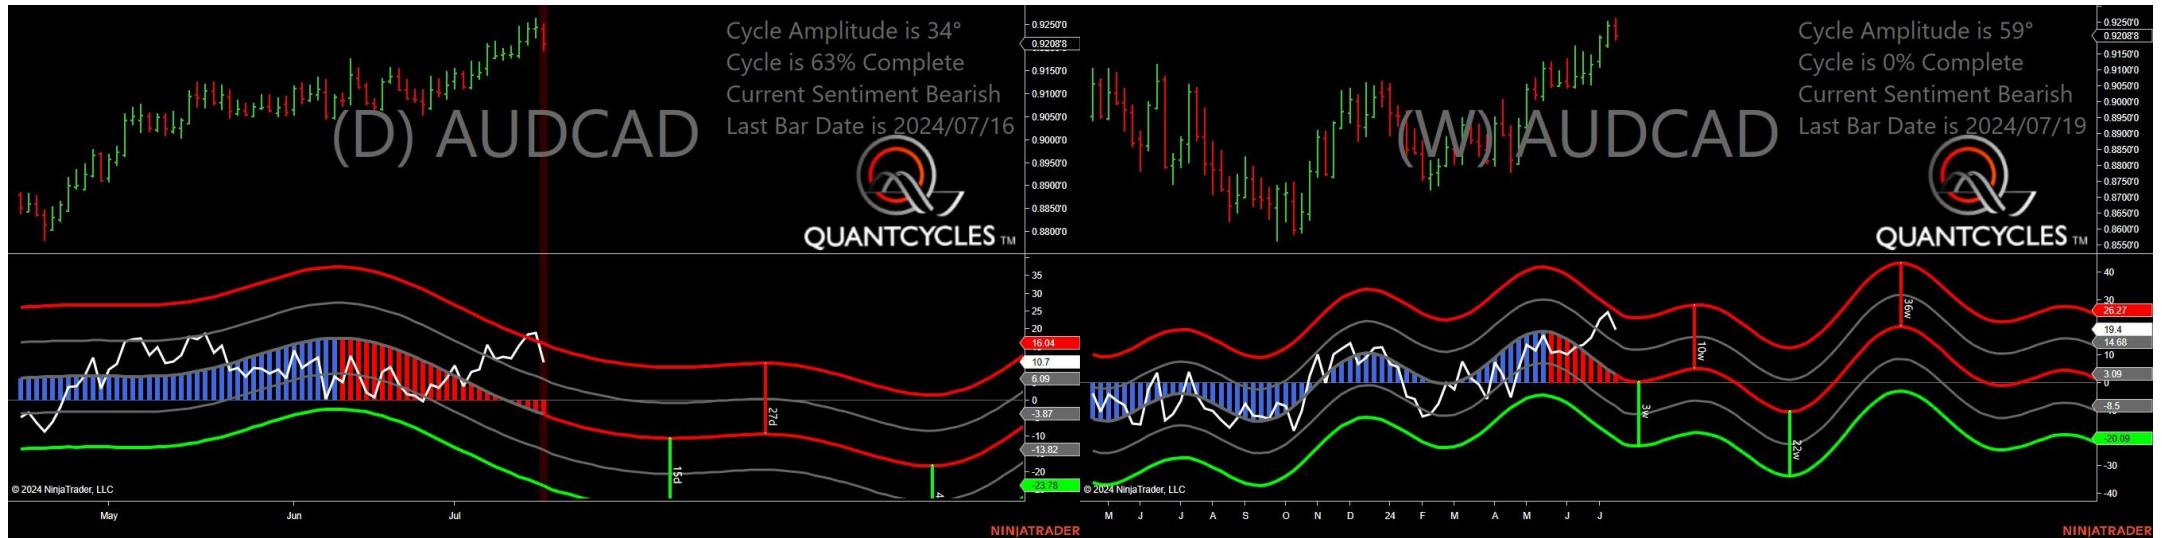 Cycle Amplitude is 34°
Cycle is 63% Complete
Current Sentiment Bearish
Last Bar Date is 2024/07/16
(D) AUDCAD
QUANTCYCLES TM
0.9250'0
0.9208'8
0.9150'0
0.9100'0
0.9050'0
0.9000'0
0.8950'0
0.8900'0
0.8850'0
0.8800'0
35
30
25
20
16.04
10.7
6.09
0
-3.87
-10
-13.82
-20
-23.78
27d
15d
4
© 2024 NinjaTrader, LLC
May Jun Jul
NINJATRADER
Cycle Amplitude is 59°
Cycle is 0% Complete
Current Sentiment Bearish
Last Bar Date is 2024/07/19
(W) AUDCAD
QUANTCYCLES TM
0.9250'0
0.9208'8
0.9150'0
0.9100'0
0.9050'0
0.9000'0
0.8950'0
0.8900'0
0.8850'0
0.8800'0
0.8750'0
0.8700'0
0.8650'0
0.8600'0
0.8550'0
40
30
26.27
19.4
14.68
10
3.09
0
-8.5
-20.09
-30
-40
36w
10w
3w
22w
© 2024 NinjaTrader, LLC
M J J A S O N D 24 F M A M J J
NINJATRADER